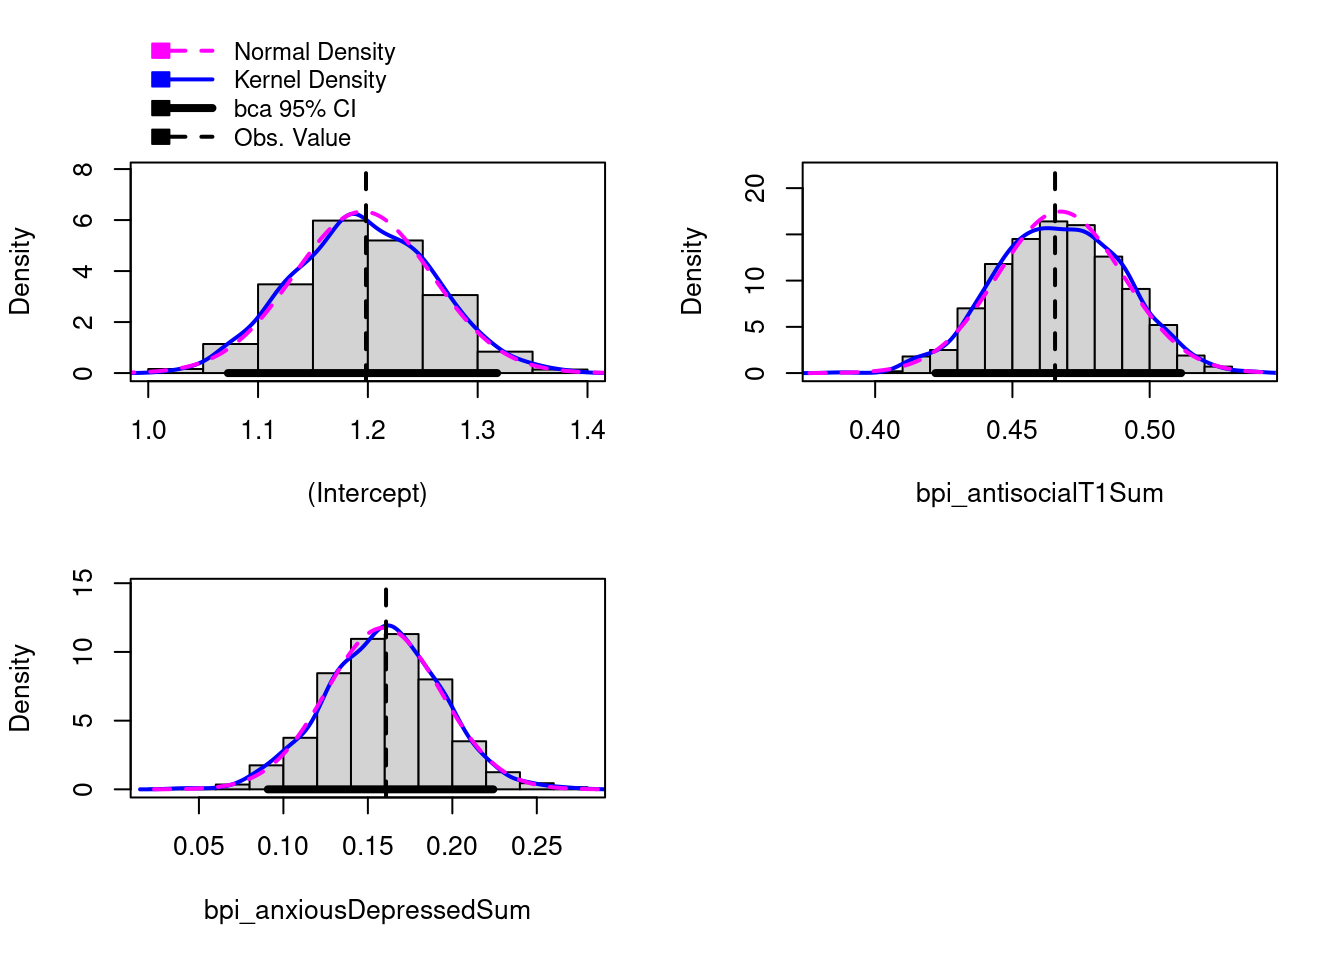 Normal Density
Kernel Density
bca 95% CI
Obs. Value
Density
8
6
4
2
0
1.0 1.1 1.2 1.3 1.4
(Intercept)
Density
20
10
5
0
0.40 0.45 0.50
bpi_antisocialT1Sum
Density
15
10
5
0
0.05 0.10 0.15 0.20 0.25
bpi_anxiousDepressedSum